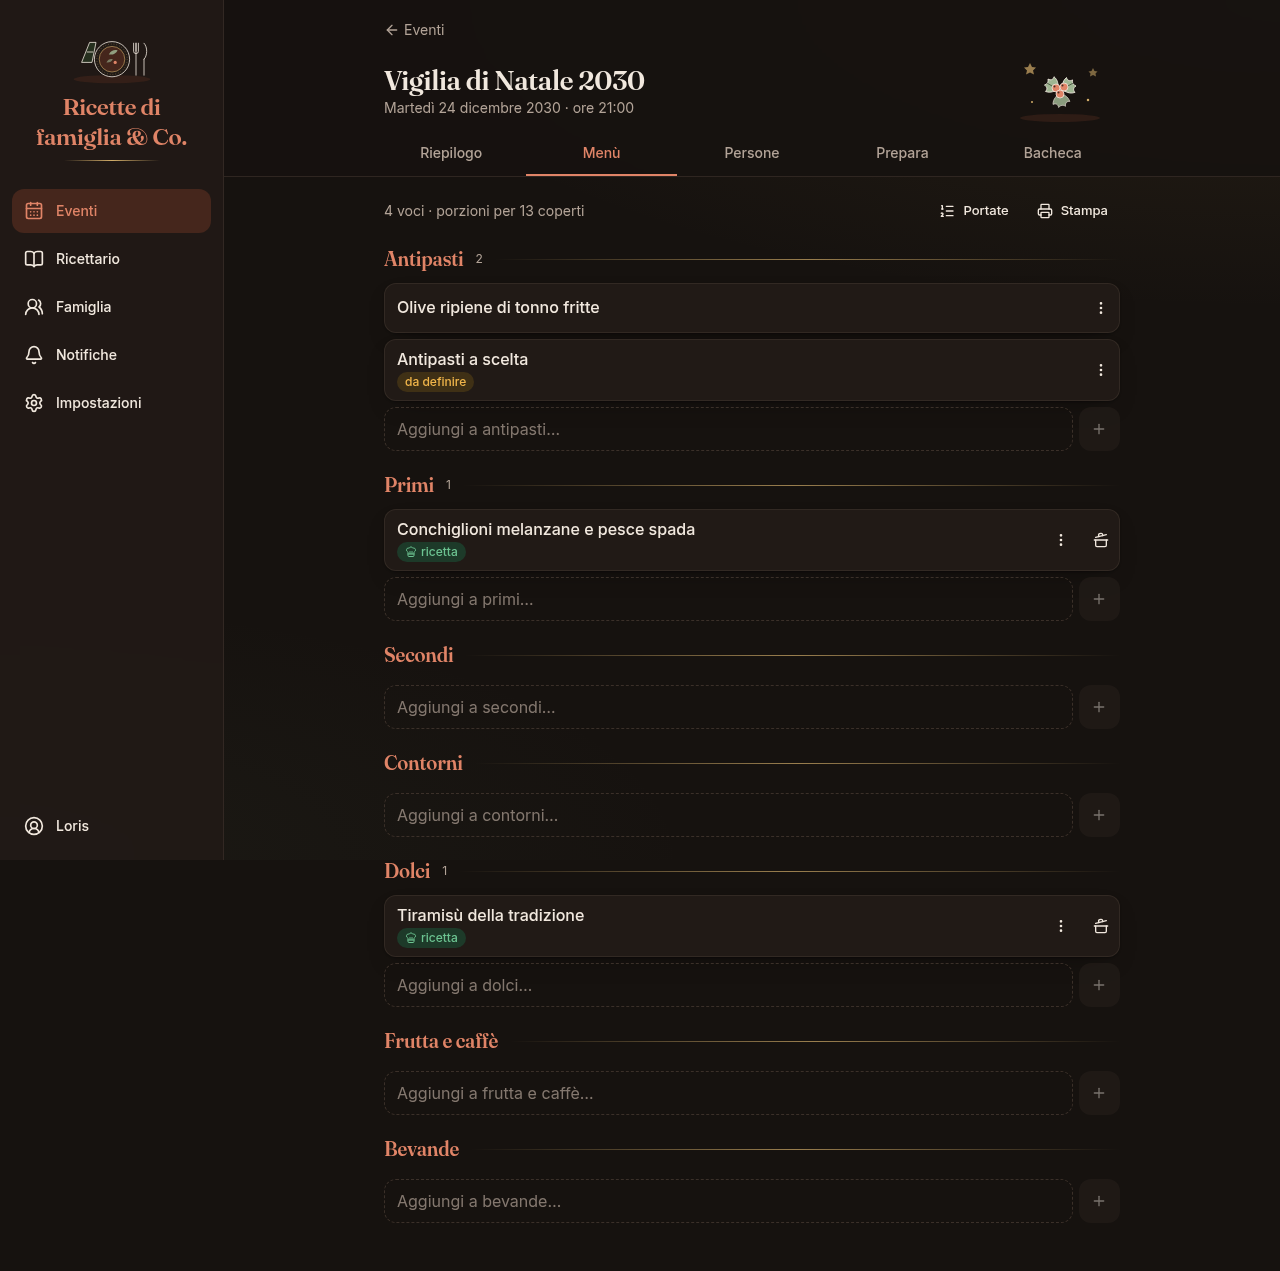 Ricette di
famiglia & Co.
Eventi
Ricettario
Famiglia
Notifiche
Impostazioni
Loris
Eventi
Vigilia di Natale 2030
Martedì 24 dicembre 2030 · ore 21:00
Riepilogo
Menù
Persone
Prepara
Bacheca
4 voci · porzioni per 13 coperti
Portate
Stampa
Antipasti 2
Olive ripiene di tonno fritte
Antipasti a scelta
da definire
Aggiungi a antipasti...
Primi 1
Conchiglioni melanzane e pesce spada
ricetta
Aggiungi a primi...
Secondi
Aggiungi a secondi...
Contorni
Aggiungi a contorni...
Dolci 1
Tiramisù della tradizione
ricetta
Aggiungi a dolci...
Frutta e caffè
Aggiungi a frutta e caffè...
Bevande
Aggiungi a bevande...